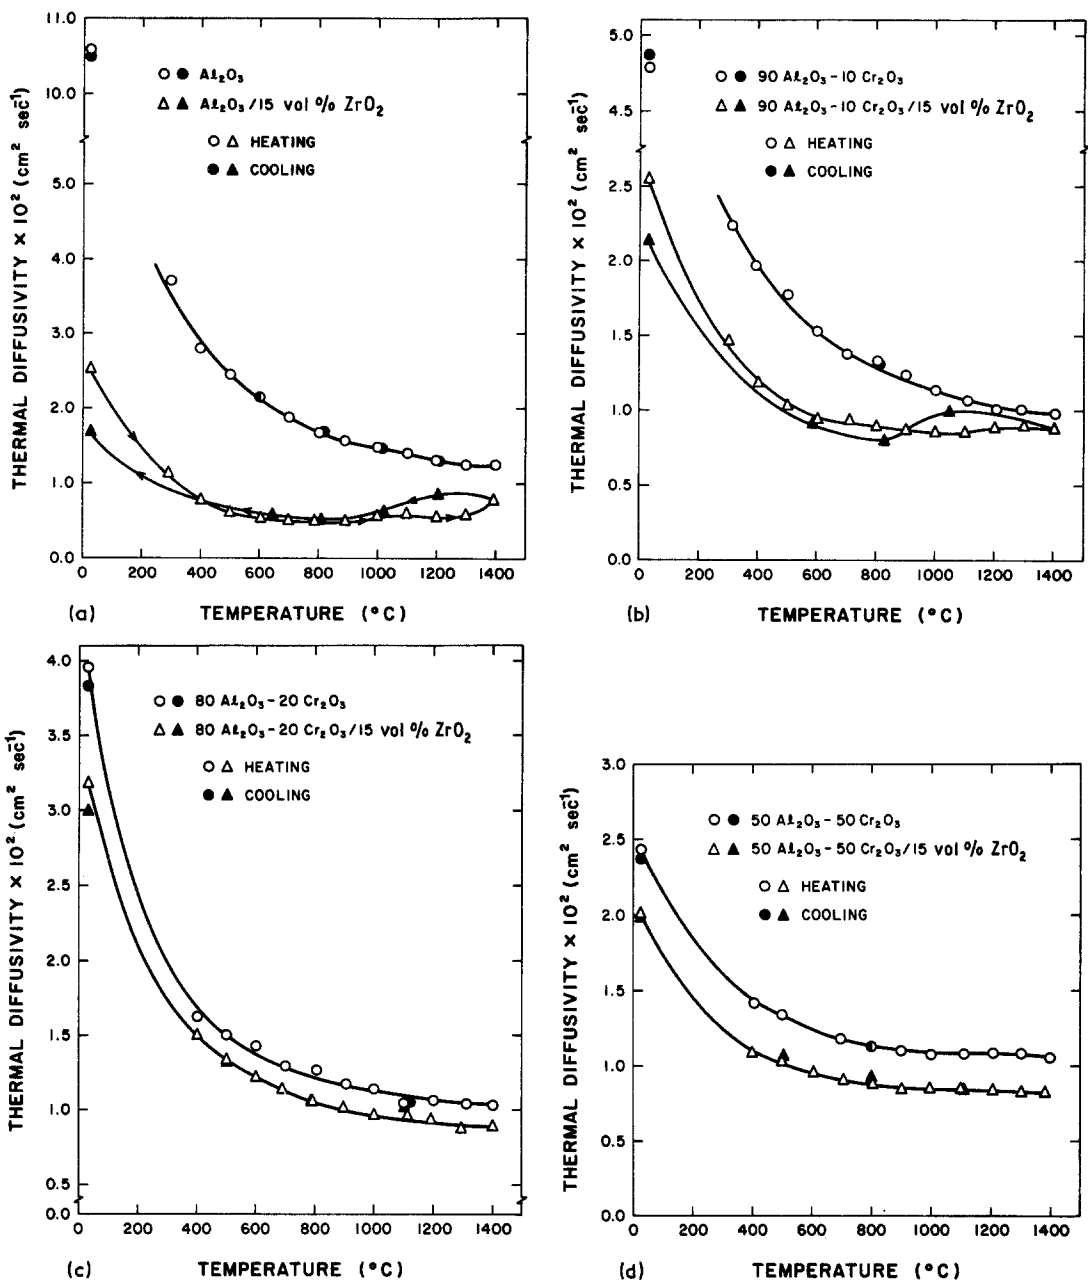 11.0
10.0
5.0
4.0
3.0
2.0
1.0
0.0
THERMAL DIFFUSIVITY × 10² (cm² sec⁻¹)
○ ● Aℓ₂O₃
△ ▲ Aℓ₂O₃/15 vol % ZrO₂
○ △ HEATING
● ▲ COOLING
0 200 400 600 800 1000 1200 1400
(a) TEMPERATURE (°C)
5.0
4.5
2.5
2.0
1.5
1.0
0.5
0.0
THERMAL DIFFUSIVITY × 10² (cm² sec⁻¹)
○ ● 90 Aℓ₂O₃-10 Cr₂O₃
△ ▲ 90 Aℓ₂O₃-10 Cr₂O₃/15 vol % ZrO₂
○ △ HEATING
● ▲ COOLING
0 200 400 600 800 1000 1200 1400
(b) TEMPERATURE (°C)
4.0
3.5
3.0
2.5
2.0
1.5
1.0
0.5
0.0
THERMAL DIFFUSIVITY × 10² (cm² sec⁻¹)
○ ● 80 Aℓ₂O₃-20 Cr₂O₃
△ ▲ 80 Aℓ₂O₃-20 Cr₂O₃/15 vol % ZrO₂
○ △ HEATING
● ▲ COOLING
0 200 400 600 800 1000 1200 1400
(c) TEMPERATURE (°C)
3.0
2.5
2.0
1.5
1.0
0.5
0.0
THERMAL DIFFUSIVITY × 10² (cm² sec⁻¹)
○ ● 50 Aℓ₂O₃-50 Cr₂O₃
△ ▲ 50 Aℓ₂O₃-50 Cr₂O₃/15 vol % ZrO₂
○ △ HEATING
● ▲ COOLING
0 200 400 600 800 1000 1200 1400
(d) TEMPERATURE (°C)